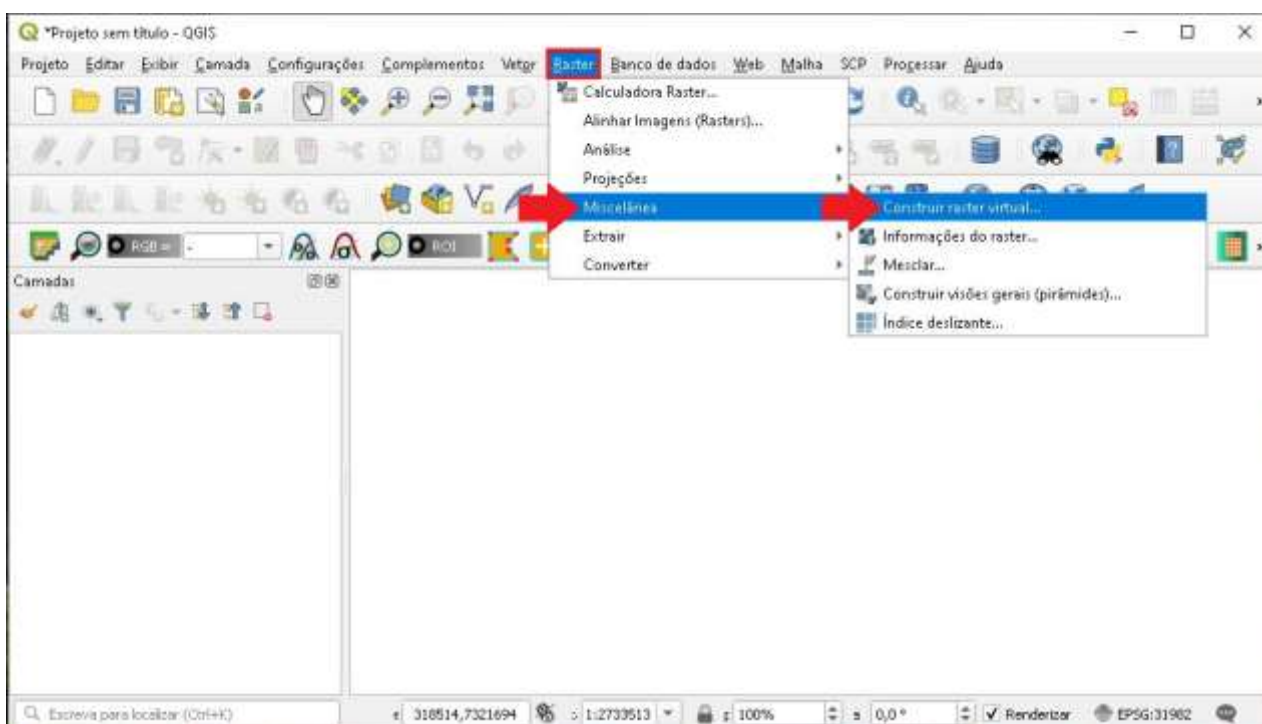 *Projeto sem título - QGIS
Projeto Editar Exibir Camada Configurações Complementos Vetor Raster Banco de dados Web Malha SCP Processar Ajuda
Calculadora Raster...
Alinhar Imagens (Rasters)...
Análise
Projeções
Miscelânea
Construir raster virtual...
Extrair
Informações do raster...
Converter
Mesclar...
Construir visões gerais (pirâmides)...
Índice deslizante...
RGB = -
ROI
Camadas
Escreva para localizar (Ctrl+K)
318514,7321694 1:2733513 100% 0,0° Renderizar EPSG:31982